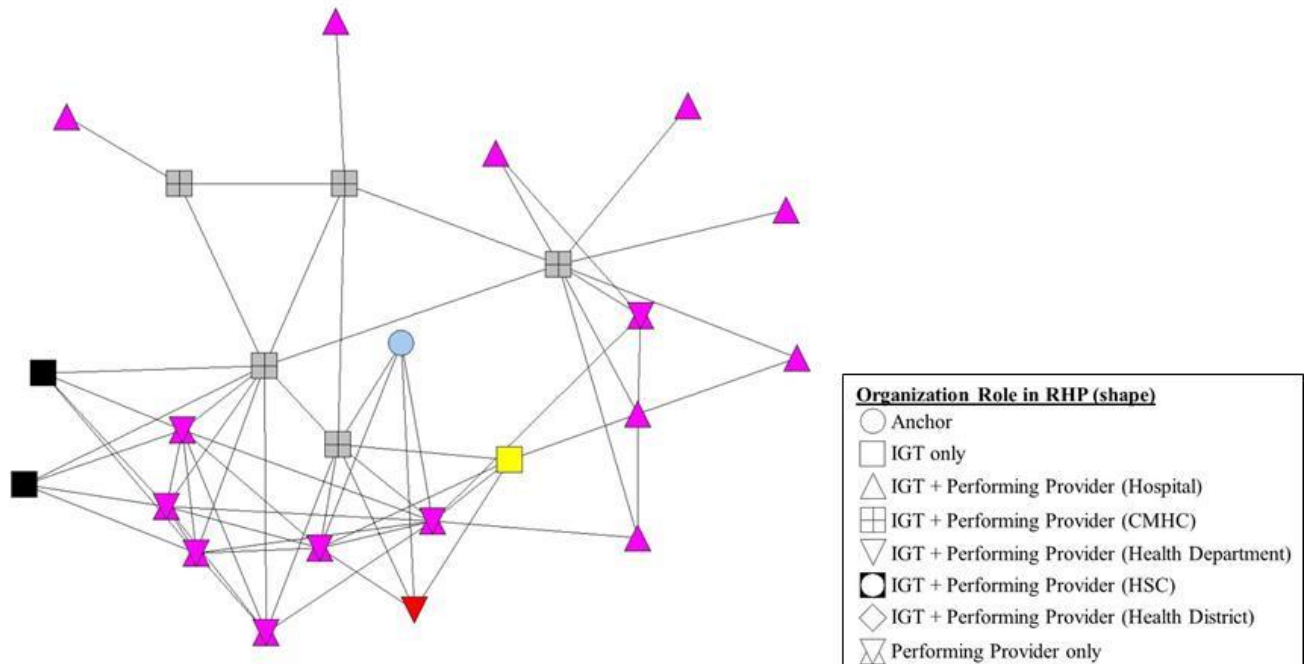 Organization Role in RHP (shape)
Anchor
IGT only
IGT + Performing Provider (Hospital)
IGT + Performing Provider (CMHC)
IGT + Performing Provider (Health Department)
IGT + Performing Provider (HSC)
IGT + Performing Provider (Health District)
Performing Provider only